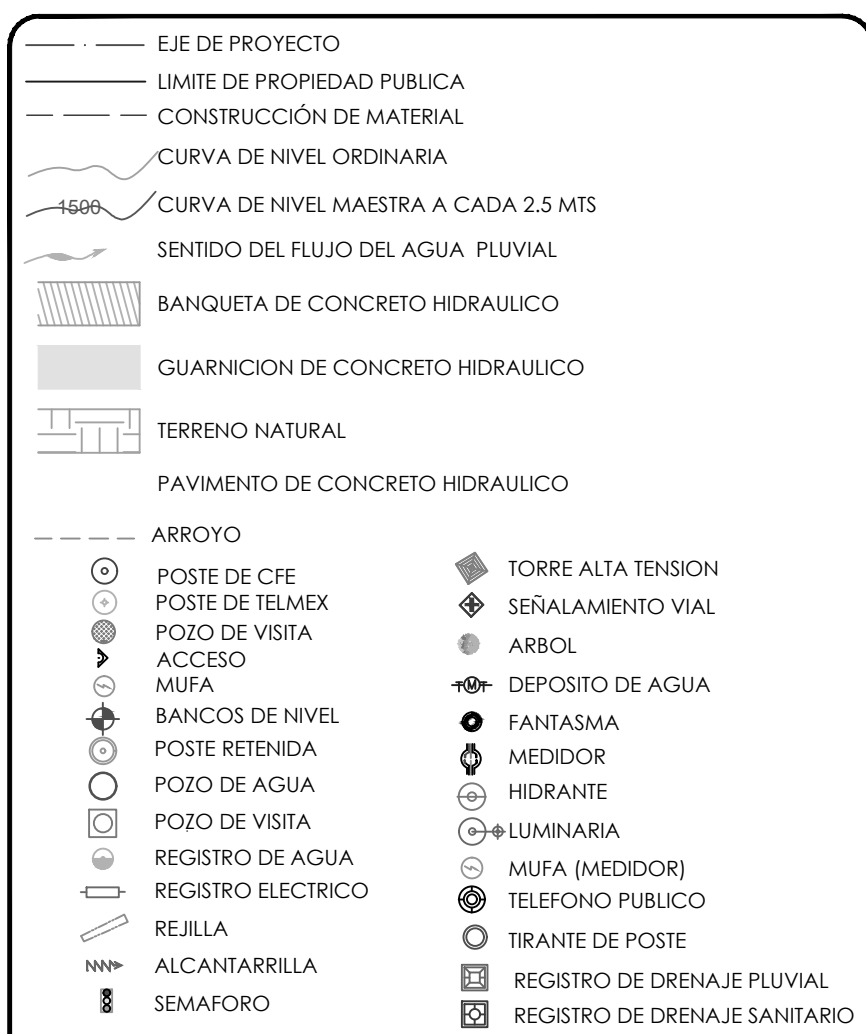 EJE DE PROYECTO
LIMITE DE PROPIEDAD PUBLICA
CONSTRUCCIÓN DE MATERIAL
CURVA DE NIVEL ORDINARIA
1500 CURVA DE NIVEL MAESTRA A CADA 2.5 MTS
SENTIDO DEL FLUJO DEL AGUA PLUVIAL
BANQUETA DE CONCRETO HIDRAULICO
GUARNICION DE CONCRETO HIDRAULICO
TERRENO NATURAL
PAVIMENTO DE CONCRETO HIDRAULICO
ARROYO
POSTE DE CFE
POSTE DE TELMEX
POZO DE VISITA
ACCESO
MUFA
BANCOS DE NIVEL
POSTE RETENIDA
POZO DE AGUA
POZO DE VISITA
REGISTRO DE AGUA
REGISTRO ELECTRICO
REJILLA
ALCANTARRILLA
SEMAFORO
TORRE ALTA TENSION
SEÑALAMIENTO VIAL
ARBOL
TMT DEPOSITO DE AGUA
FANTASMA
MEDIDOR
HIDRANTE
LUMINARIA
MUFA (MEDIDOR)
TELEFONO PUBLICO
TIRANTE DE POSTE
REGISTRO DE DRENAJE PLUVIAL
REGISTRO DE DRENAJE SANITARIO